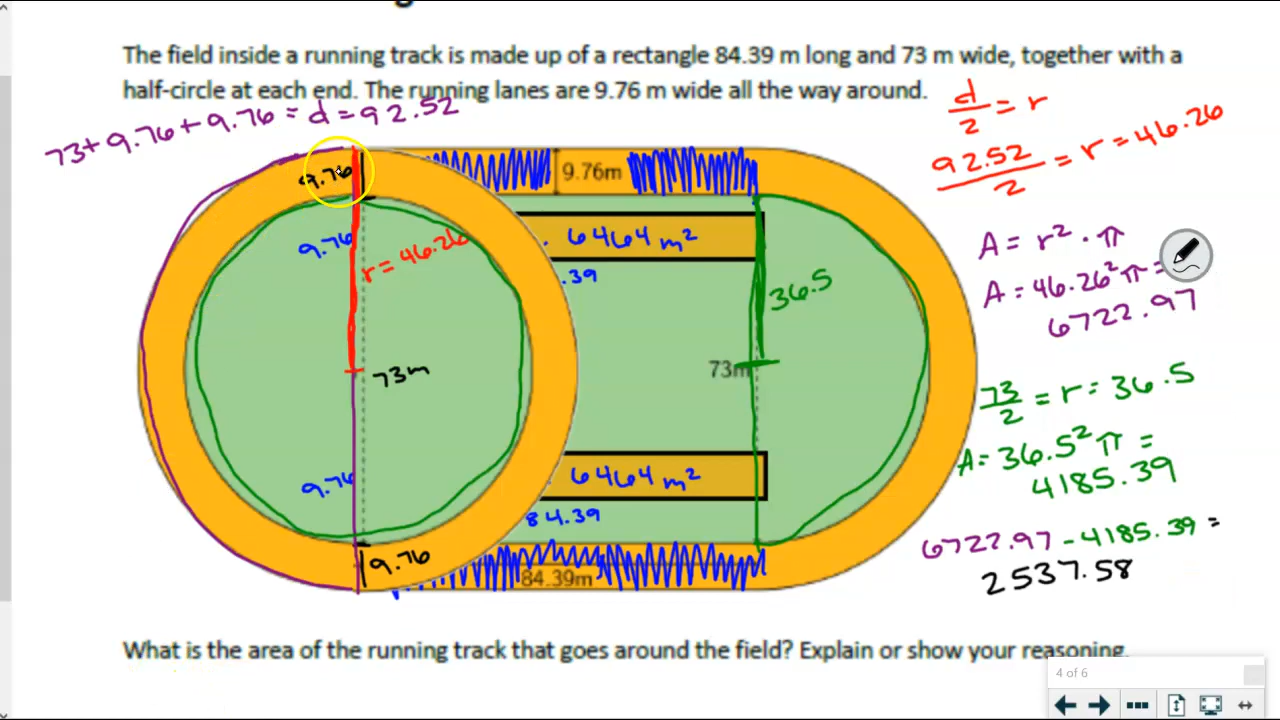 The field inside a running track is made up of a rectangle 84.39 m long and 73 m wide, together with a
half-circle at each end. The running lanes are 9.76 m wide all the way around.
73+9.76+9.76=d=92.52
d/2 = r
92.52/2 = r=46.26
9.76
9.76m
9.76
. 6464 m²
r=46.26
.39
36.5
A = r² · π
A = 46.26²π =
6722.97
73m
73m
73/2 = r = 36.5
A= 36.5²π =
4185.39
9.76
6464 m²
84.39
9.76
84.39m
6722.97 - 4185.39 =
2537.58
What is the area of the running track that goes around the field? Explain or show your reasoning.
4 of 6